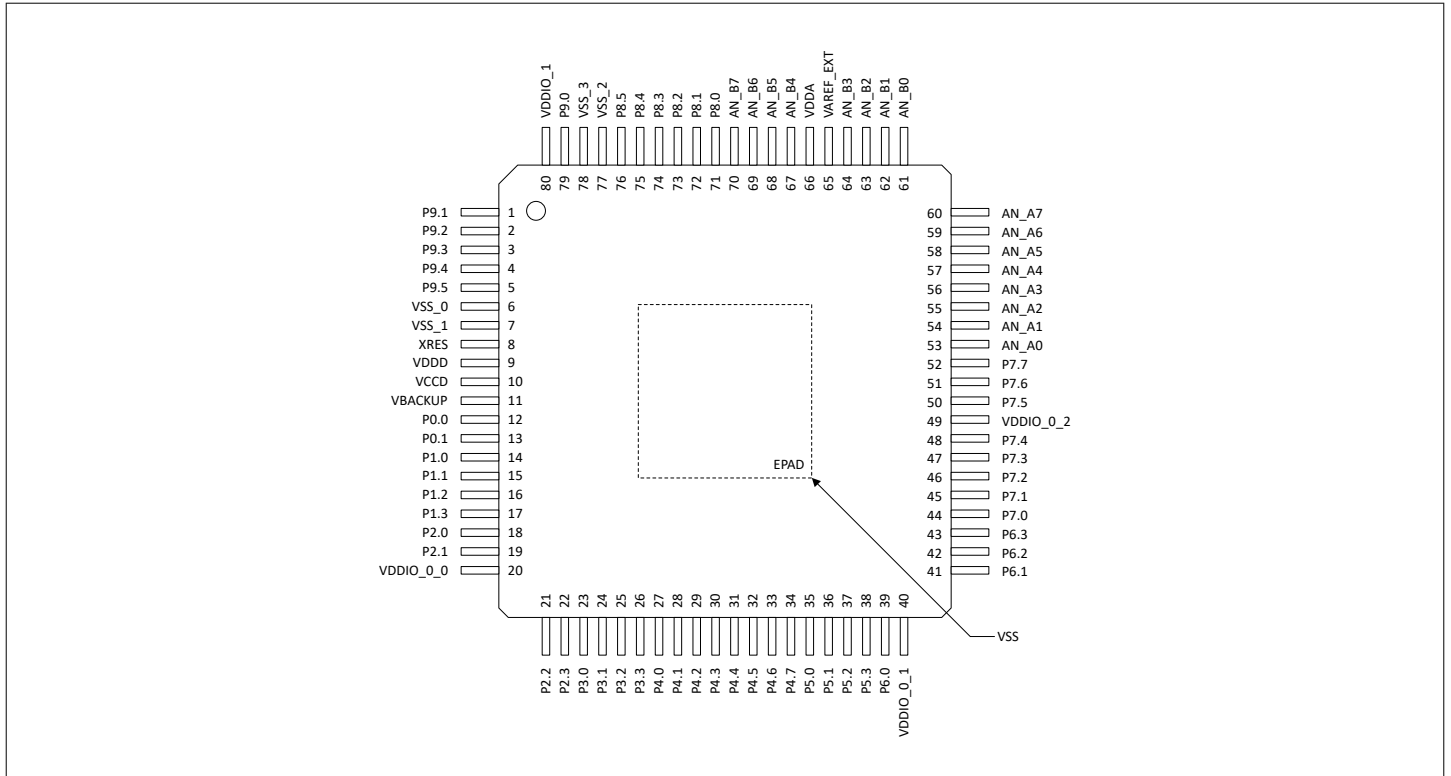 VDDIO_1
P9.0
VSS_3
VSS_2
P8.5
P8.4
P8.3
P8.2
P8.1
P8.0
AN_B7
AN_B6
AN_B5
AN_B4
VDDA
VAREF_EXT
AN_B3
AN_B2
AN_B1
AN_B0
80
79
78
77
76
75
74
73
72
71
70
69
68
67
66
65
64
63
62
61
P9.1 1
P9.2 2
P9.3 3
P9.4 4
P9.5 5
VSS_0 6
VSS_1 7
XRES 8
VDDD 9
VCCD 10
VBACKUP 11
P0.0 12
P0.1 13
P1.0 14
P1.1 15
P1.2 16
P1.3 17
P2.0 18
P2.1 19
VDDIO_0_0 20
60 AN_A7
59 AN_A6
58 AN_A5
57 AN_A4
56 AN_A3
55 AN_A2
54 AN_A1
53 AN_A0
52 P7.7
51 P7.6
50 P7.5
49 VDDIO_0_2
48 P7.4
47 P7.3
46 P7.2
45 P7.1
44 P7.0
43 P6.3
42 P6.2
41 P6.1
EPAD
21
22
23
24
25
26
27
28
29
30
31
32
33
34
35
36
37
38
39
40
VSS
P2.2
P2.3
P3.0
P3.1
P3.2
P3.3
P4.0
P4.1
P4.2
P4.3
P4.4
P4.5
P4.6
P4.7
P5.0
P5.1
P5.2
P5.3
P6.0
VDDIO_0_1